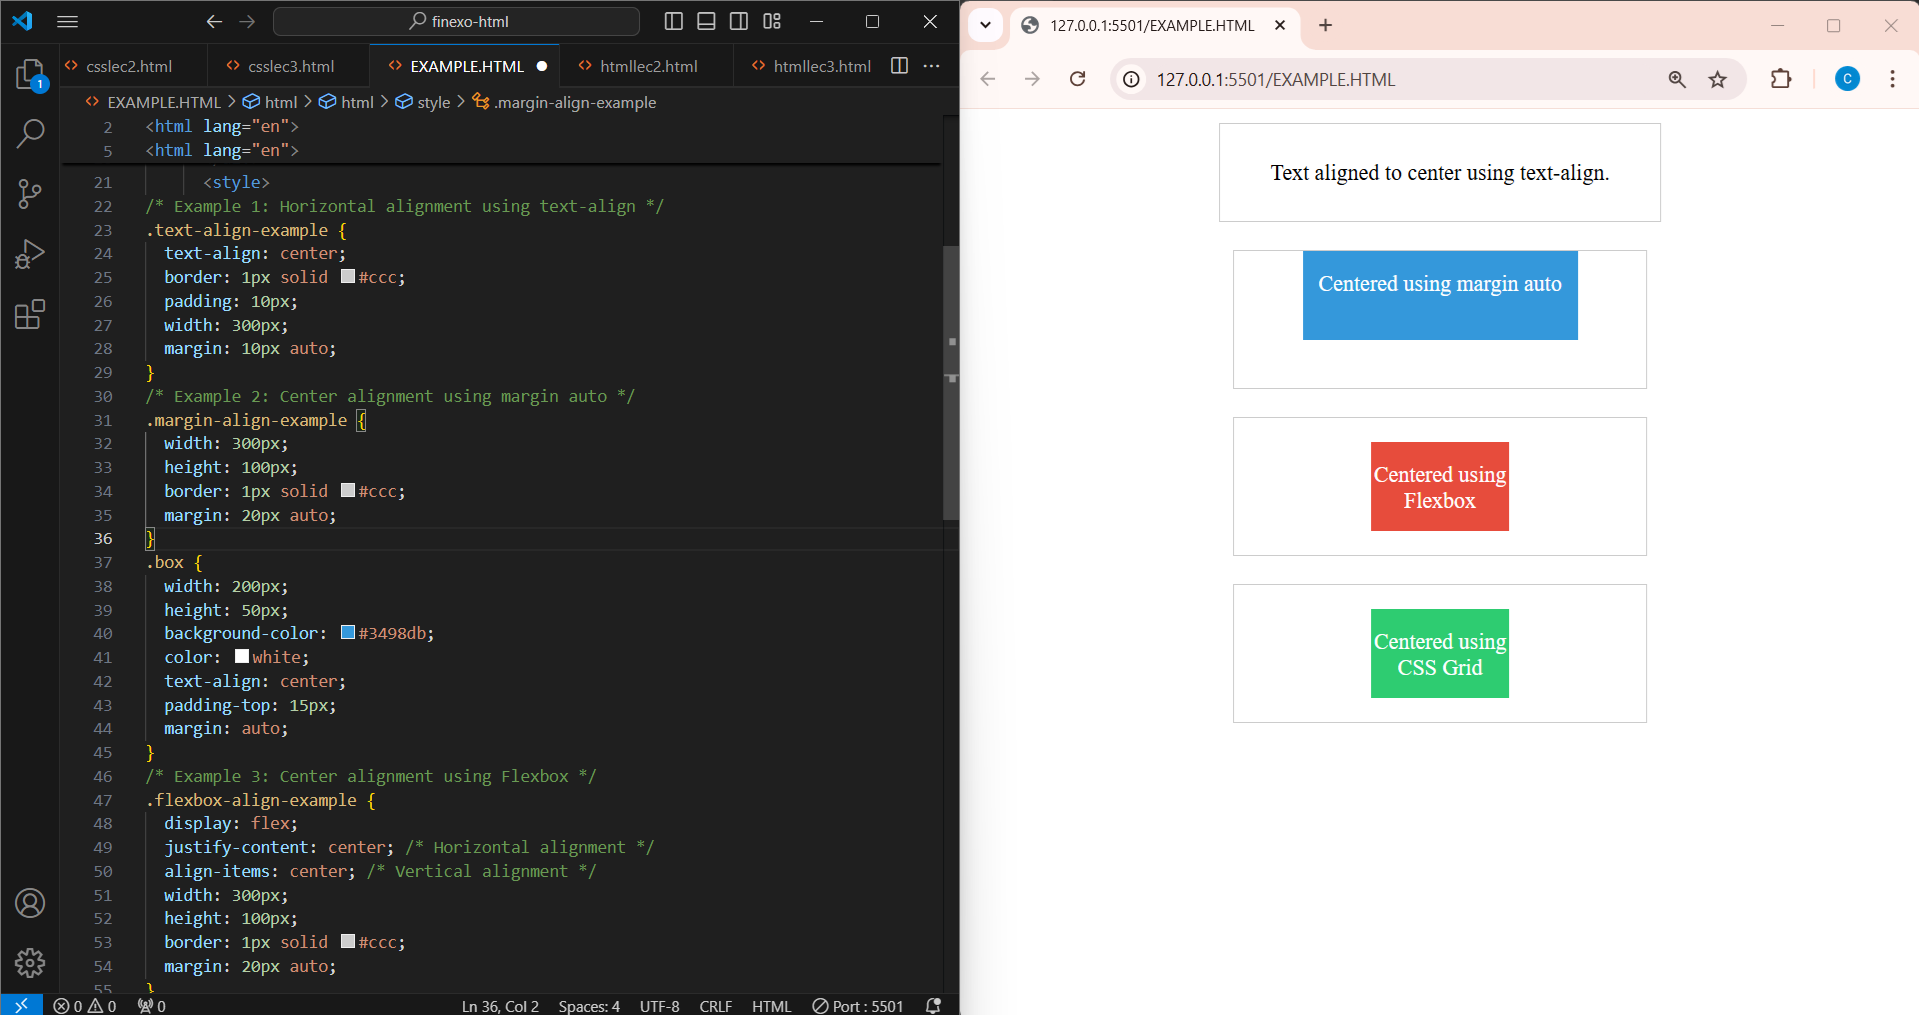 finexo-html
csslec2.html
csslec3.html
EXAMPLE.HTML
htmllec2.html
htmllec3.html
1
EXAMPLE.HTML > html > html > style > .margin-align-example
2 <html lang="en">
5 <html lang="en">
21 <style>
22 /* Example 1: Horizontal alignment using text-align */
23 .text-align-example {
24 text-align: center;
25 border: 1px solid #ccc;
26 padding: 10px;
27 width: 300px;
28 margin: 10px auto;
29 }
30 /* Example 2: Center alignment using margin auto */
31 .margin-align-example {
32 width: 300px;
33 height: 100px;
34 border: 1px solid #ccc;
35 margin: 20px auto;
36 }
37 .box {
38 width: 200px;
39 height: 50px;
40 background-color: #3498db;
41 color: white;
42 text-align: center;
43 padding-top: 15px;
44 margin: auto;
45 }
46 /* Example 3: Center alignment using Flexbox */
47 .flexbox-align-example {
48 display: flex;
49 justify-content: center; /* Horizontal alignment */
50 align-items: center; /* Vertical alignment */
51 width: 300px;
52 height: 100px;
53 border: 1px solid #ccc;
54 margin: 20px auto;
55 }
0 0 0
Ln 36, Col 2
Spaces: 4
UTF-8
CRLF
HTML
Port : 5501
127.0.0.1:5501/EXAMPLE.HTML
127.0.0.1:5501/EXAMPLE.HTML
C
Text aligned to center using text-align.
Centered using margin auto
Centered using
Flexbox
Centered using
CSS Grid